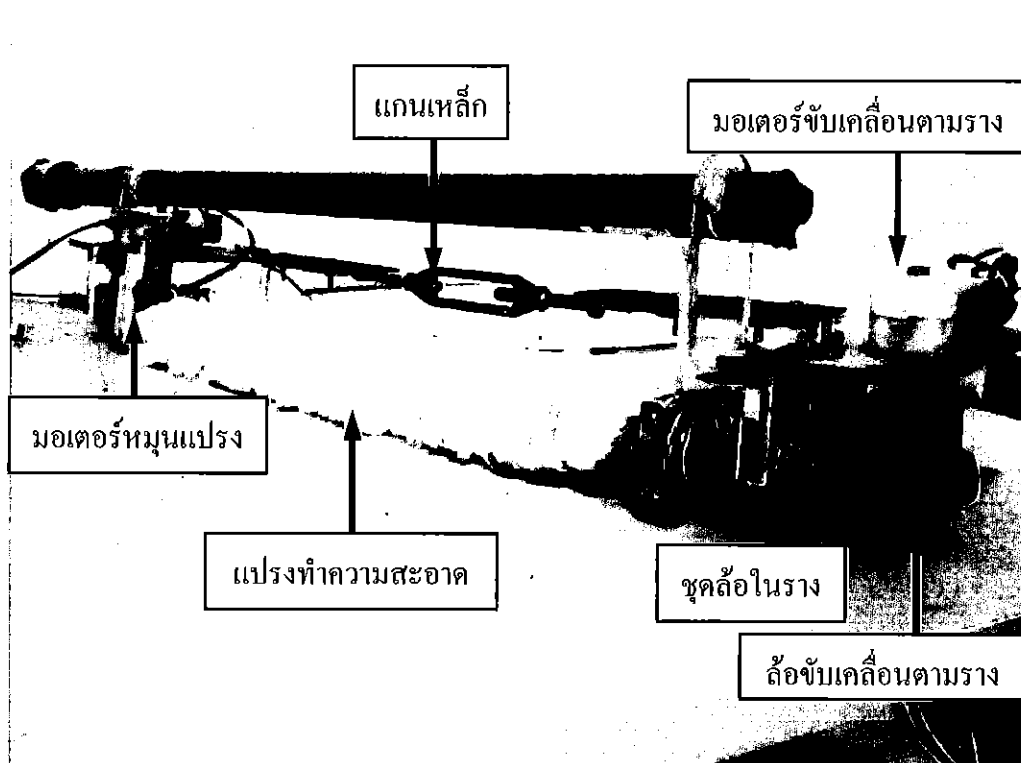 แกนเหล็ก
มอเตอร์ขับเคลื่อนตามราง
มอเตอร์หมุนแปรง
แปรงทำความสะอาด
ชุดล้อในราง
ล้อขับเคลื่อนตามราง